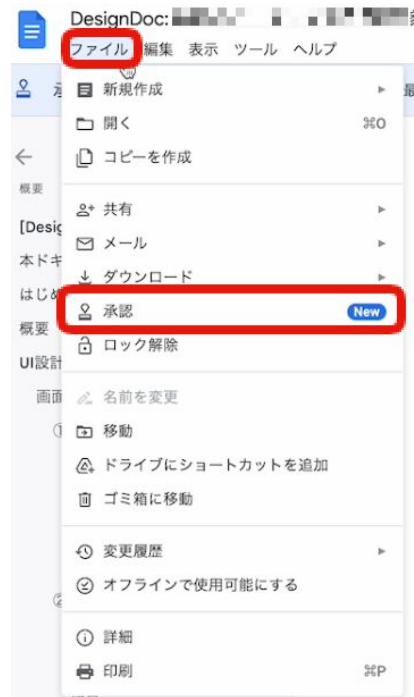 DesignDoc:
ファイル 編集 表示 ツール ヘルプ
新規作成
開く ⌘O
コピーを作成
概要
共有
[Desig
メール
本ドキ
ダウンロード
はじめ
承認 New
概要
ロック解除
UI設計
画面
名前を変更
① 移動
ドライブにショートカットを追加
ゴミ箱に移動
変更履歴
オフラインで使用可能にする
②
詳細
印刷 ⌘P